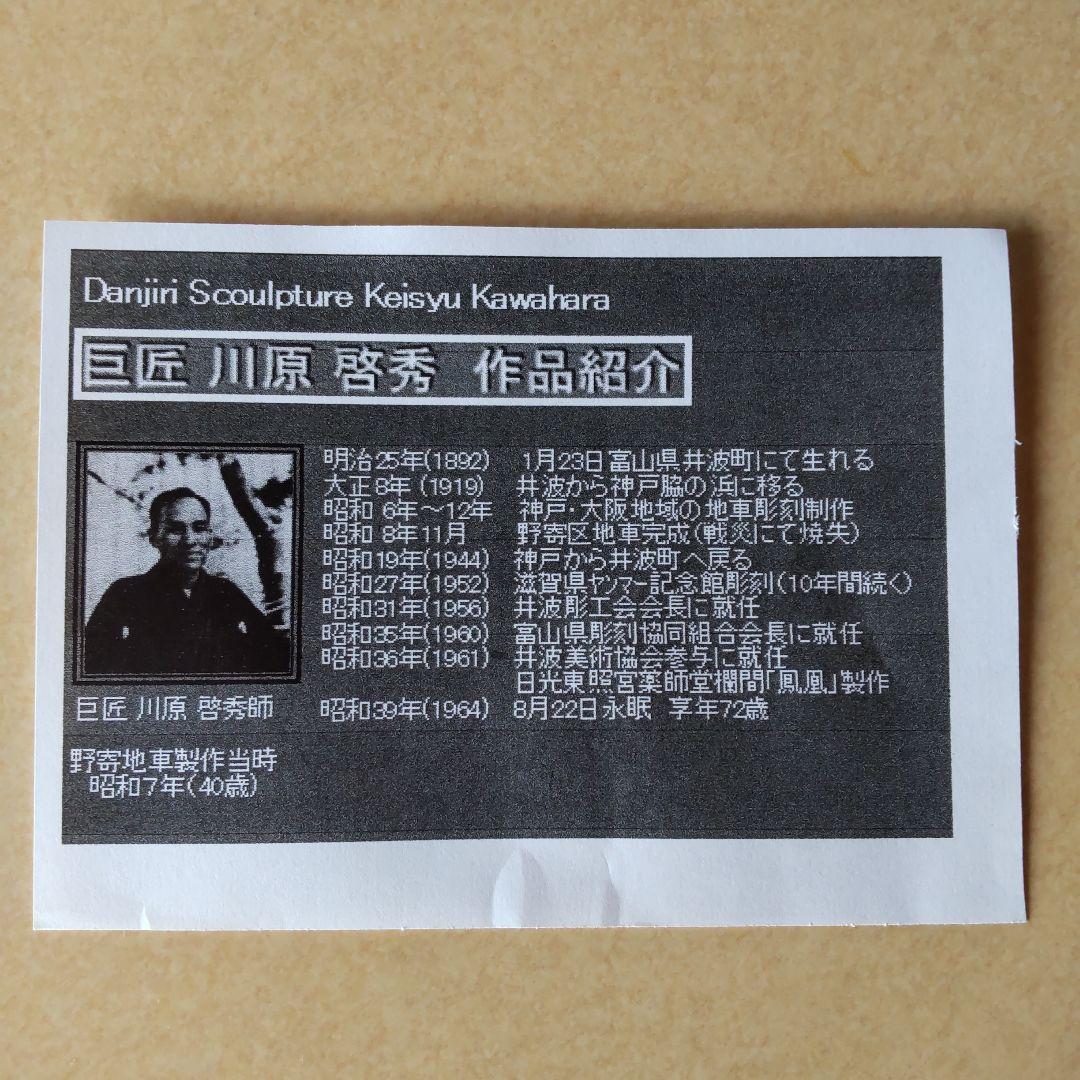 Danjiri Scoulpture Keisyu Kawahara
巨匠 川原 啓秀 作品紹介
明治25年(1892) 1月23日富山県井波町にて生れる
大正8年(1919) 井波から神戸脇の浜に移る
昭和 6年～12年 神戸・大阪地域の地車彫刻制作
昭和 8年11月 野寄区地車完成(戦災にて焼失)
昭和19年(1944) 神戸から井波町へ戻る
昭和27年(1952) 滋賀県ﾔﾝﾏｰ記念館彫刻(10年間続く)
昭和31年(1956) 井波彫工会会長に就任
昭和35年(1960) 富山県彫刻協同組合会長に就任
昭和36年(1961) 井波美術協会参与に就任
日光東照宮薬師堂欄間「鳳凰」製作
昭和39年(1964) 8月22日永眠 享年72歳
巨匠 川原 啓秀師
野寄地車製作当時
昭和7年(40歳)